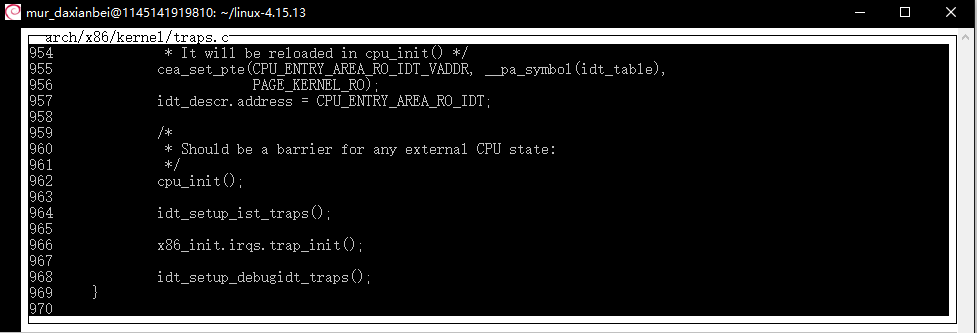 mur_daxianbei@1145141919810: ~/linux-4.15.13
arch/x86/kernel/traps.c
954 * It will be reloaded in cpu_init() */
955 cea_set_pte(CPU_ENTRY_AREA_RO_IDT_VADDR, __pa_symbol(idt_table),
956 PAGE_KERNEL_RO);
957 idt_descr.address = CPU_ENTRY_AREA_RO_IDT;
958
959 /*
960 * Should be a barrier for any external CPU state:
961 */
962 cpu_init();
963
964 idt_setup_ist_traps();
965
966 x86_init.irqs.trap_init();
967
968 idt_setup_debugidt_traps();
969 }
970